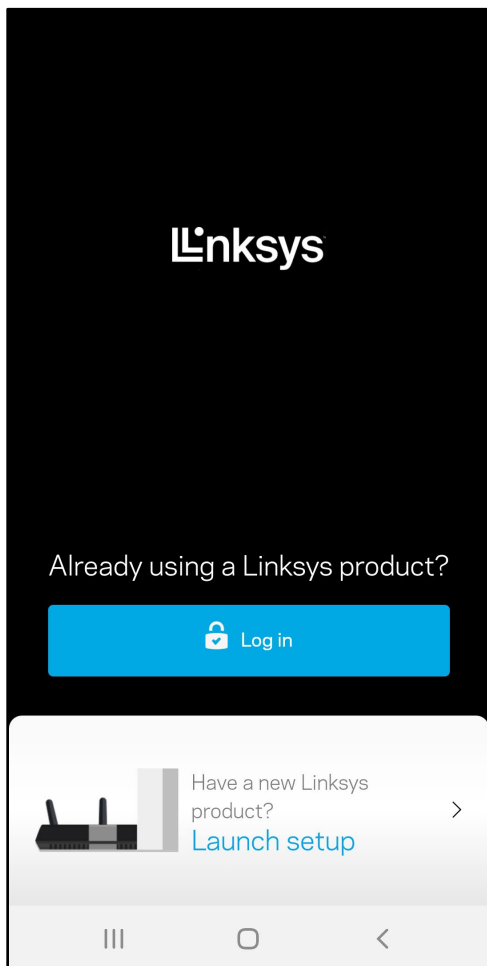 Linksys
Already using a Linksys product?
Log in
Have a new Linksys
product?
Launch setup